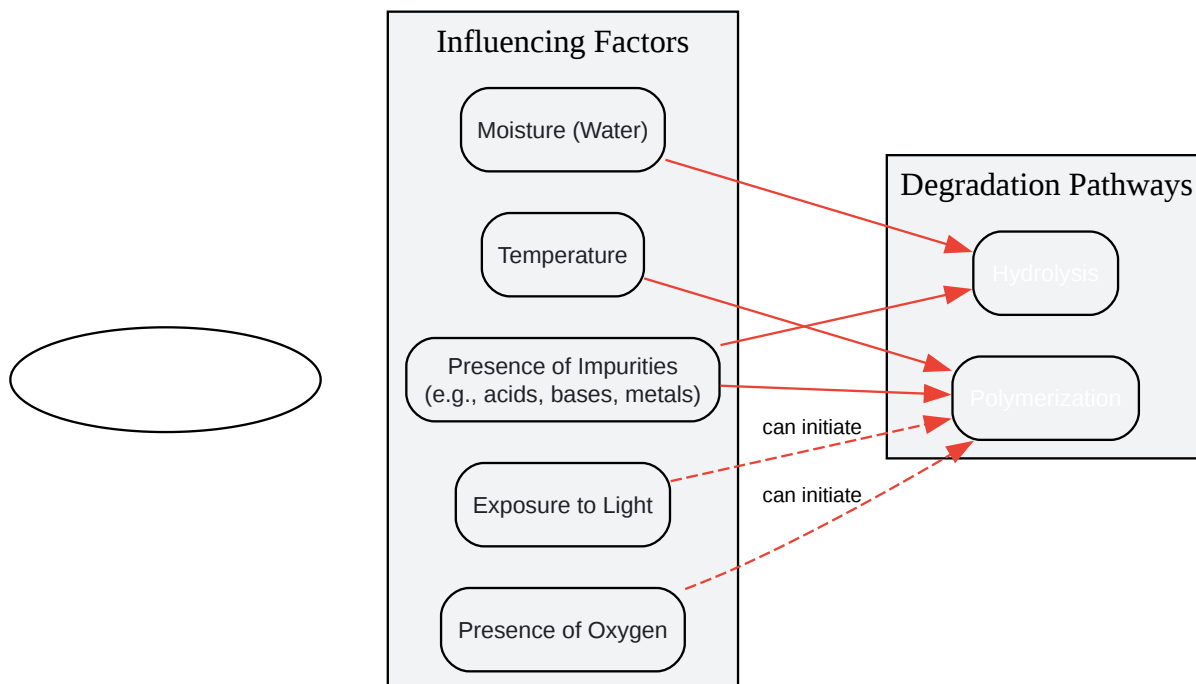 Influencing Factors
Moisture (Water)
Temperature
Presence of Impurities
(e.g., acids, bases, metals)
Exposure to Light
Presence of Oxygen
can initiate
can initiate
Degradation Pathways
Hydrolysis
Polymerization